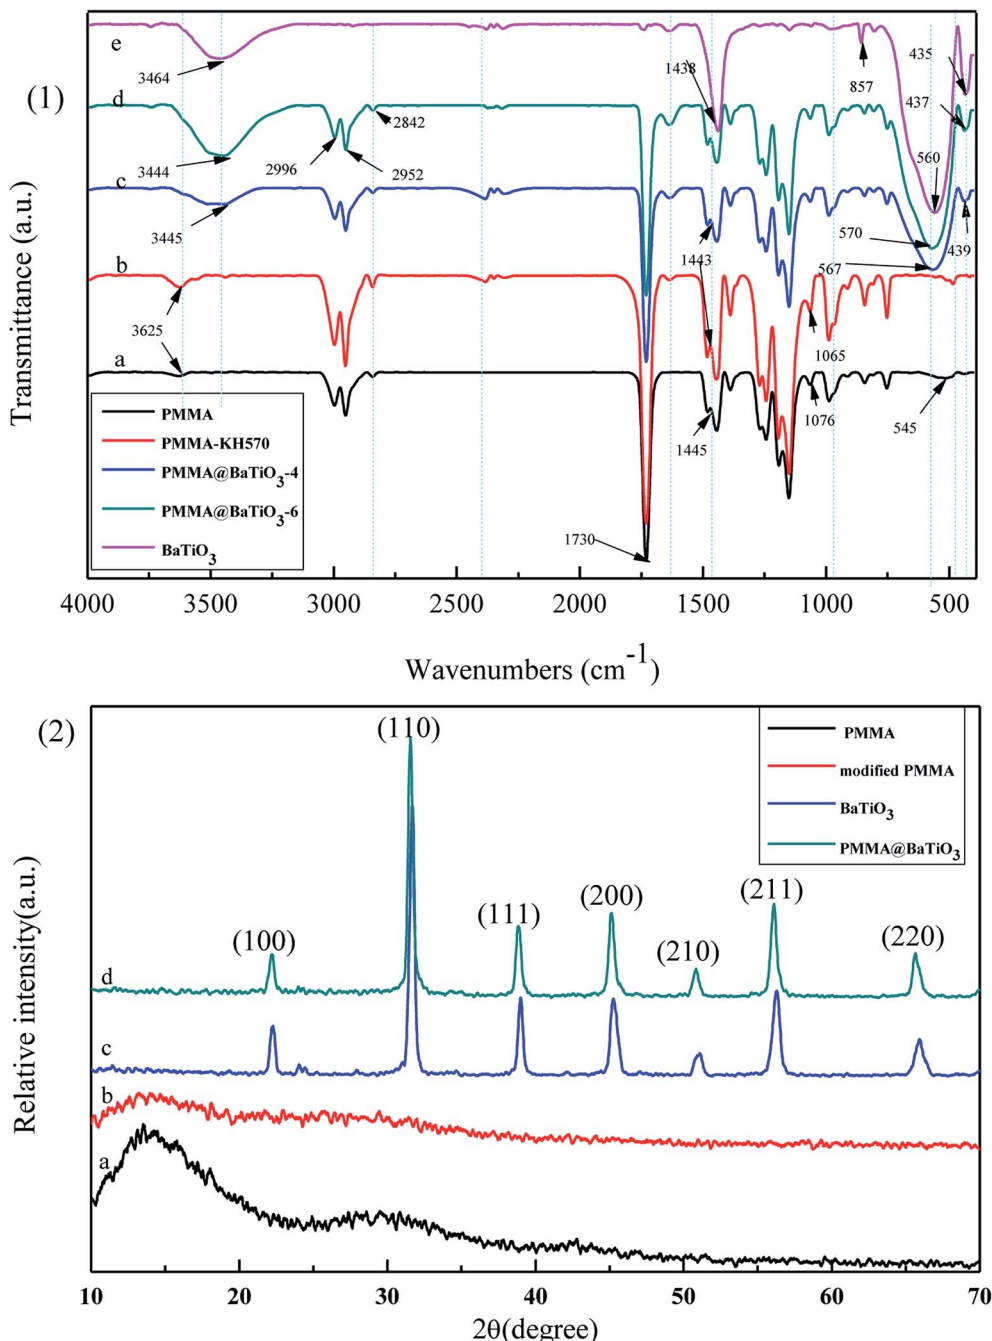 (1)
e
3464
1438
857
435
437
d
2842
3444
2996
2952
560
c
3445
570
439
1443
567
b
3625
1065
a
1076
545
1445
1730
PMMA
PMMA-KH570
PMMA@BaTiO3-4
PMMA@BaTiO3-6
BaTiO3
Transmittance (a.u.)
4000 3500 3000 2500 2000 1500 1000 500
Wavenumbers (cm-1)
(2)
(110)
PMMA
modified PMMA
BaTiO3
PMMA@BaTiO3
(100)
(111)
(200)
(210)
(211)
(220)
d
c
b
a
Relative intensity(a.u.)
10 20 30 40 50 60 70
2θ(degree)